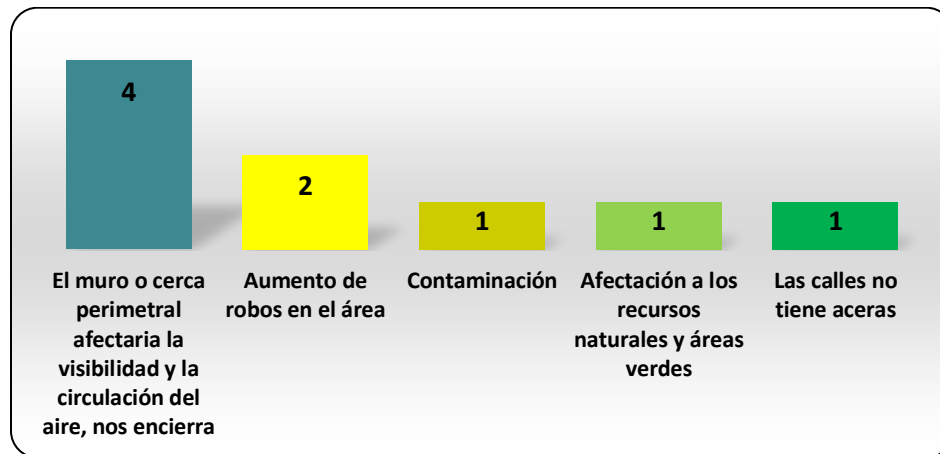 4
2
1
1
1
El muro o cerca
perimetral
afectaria la
visibilidad y la
circulación del
aire, nos encierra
Aumento de
robos en el área
Contaminación
Afectación a los
recursos
naturales y áreas
verdes
Las calles no
tiene aceras